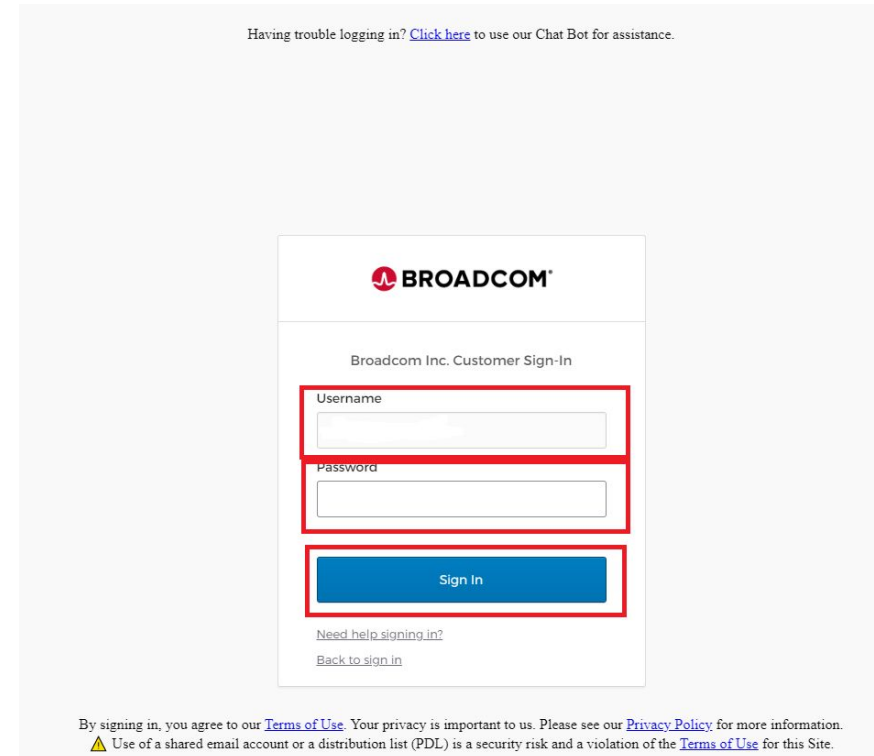 Having trouble logging in? Click here to use our Chat Bot for assistance.
BROADCOM®
Broadcom Inc. Customer Sign-In
Username
Password
Sign In
Need help signing in?
Back to sign in
By signing in, you agree to our Terms of Use. Your privacy is important to us. Please see our Privacy Policy for more information.
Use of a shared email account or a distribution list (PDL) is a security risk and a violation of the Terms of Use for this Site.